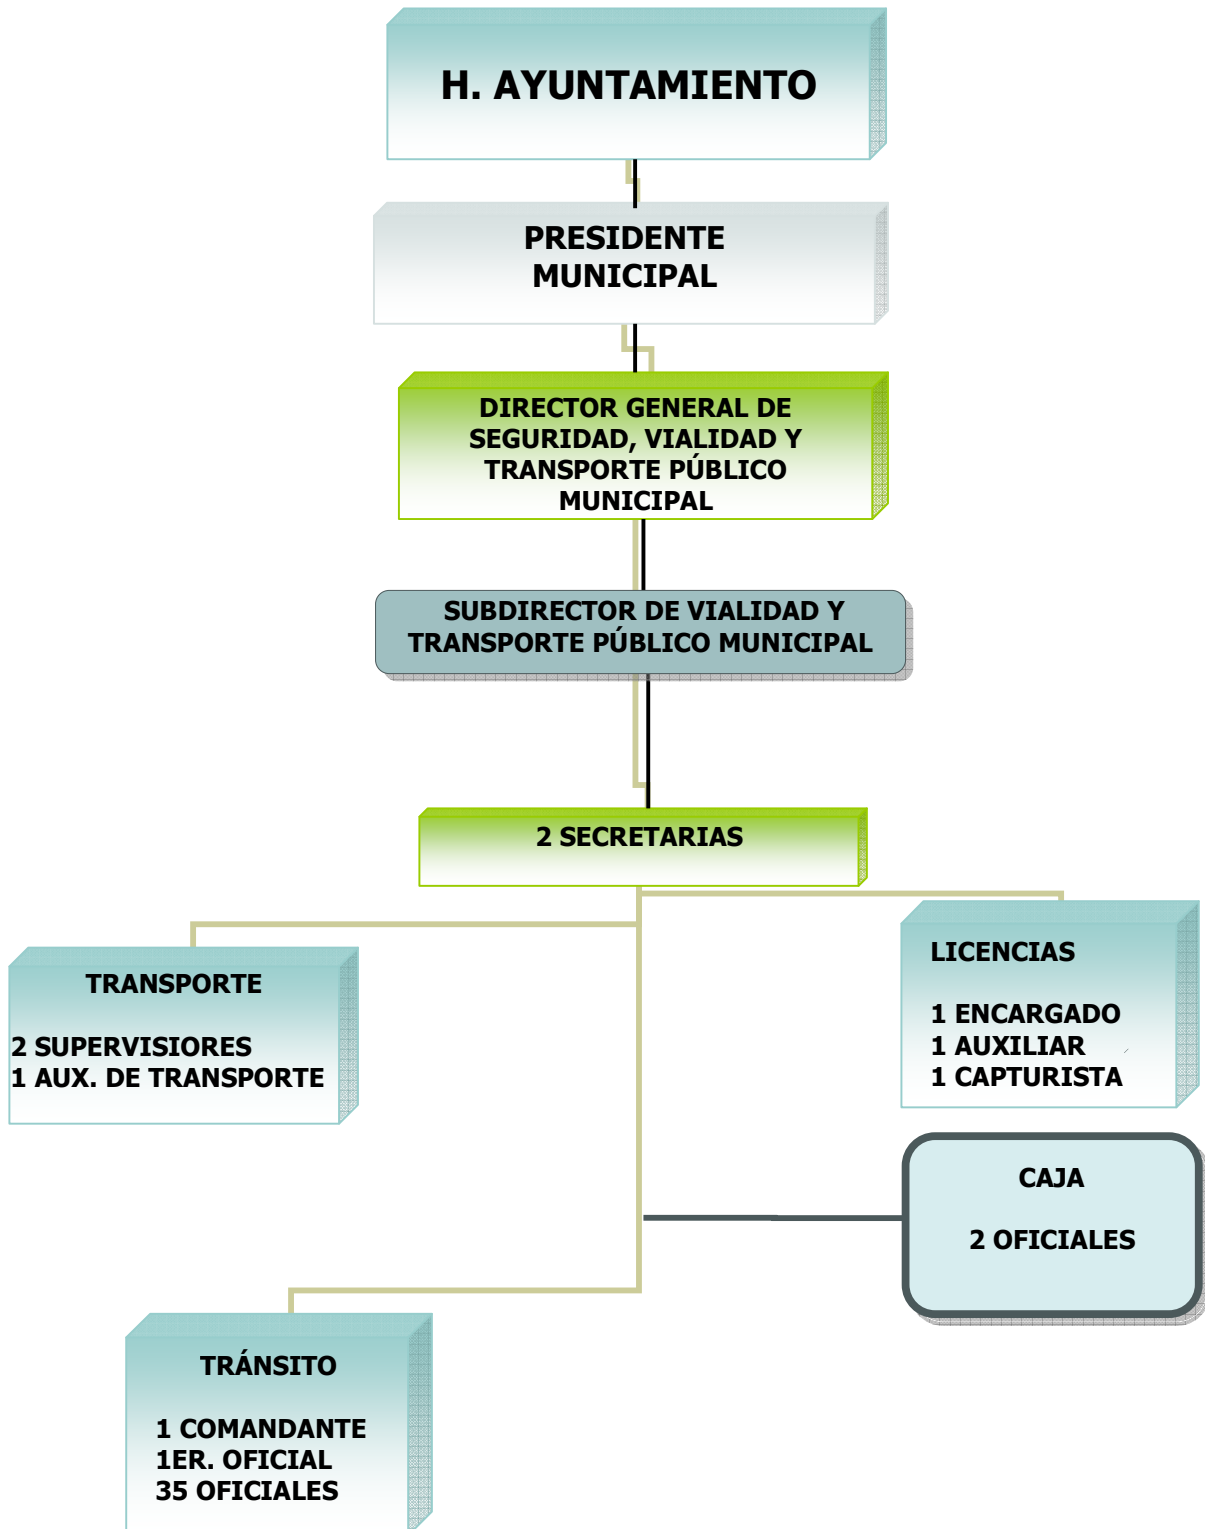 H. AYUNTAMIENTO
PRESIDENTE
MUNICIPAL
DIRECTOR GENERAL DE
SEGURIDAD, VIALIDAD Y
TRANSPORTE PÚBLICO
MUNICIPAL
SUBDIRECTOR DE VIALIDAD Y
TRANSPORTE PÚBLICO MUNICIPAL
2 SECRETARIAS
TRANSPORTE
2 SUPERVISIORES
1 AUX. DE TRANSPORTE
LICENCIAS
1 ENCARGADO
1 AUXILIAR
1 CAPTURISTA
CAJA
2 OFICIALES
TRÁNSITO
1 COMANDANTE
1ER. OFICIAL
35 OFICIALES